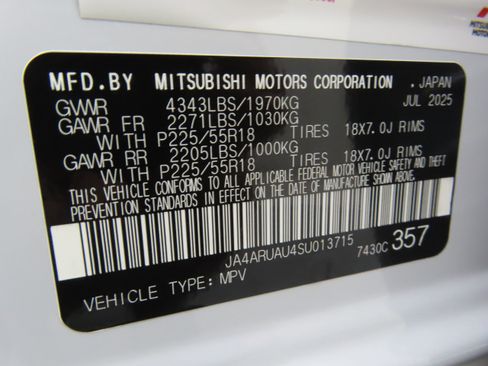 MFD.BY MITSUBISHI MOTORS CORPORATION . JAPAN
GVWR 4343LBS/1970KG JUL 2025
GAWR FR 2271LBS/1030KG
WITH P225/55R18 TIRES 18X7.0J RIMS
GAWR RR 2205LBS/1000KG
WITH P225/55R18 TIRES 18X7.0J RIMS
THIS VEHICLE CONFORMS TO ALL APPLICABLE FEDERAL MOTOR VEHICLE SAFETY AND THEFT
PREVENTION STANDARDS IN EFFECT ON THE DATE OF MANUFACTURE SHOWN ABOVE.
JA4ARUAU4SU013715 7430C 357
VEHICLE TYPE: MPV